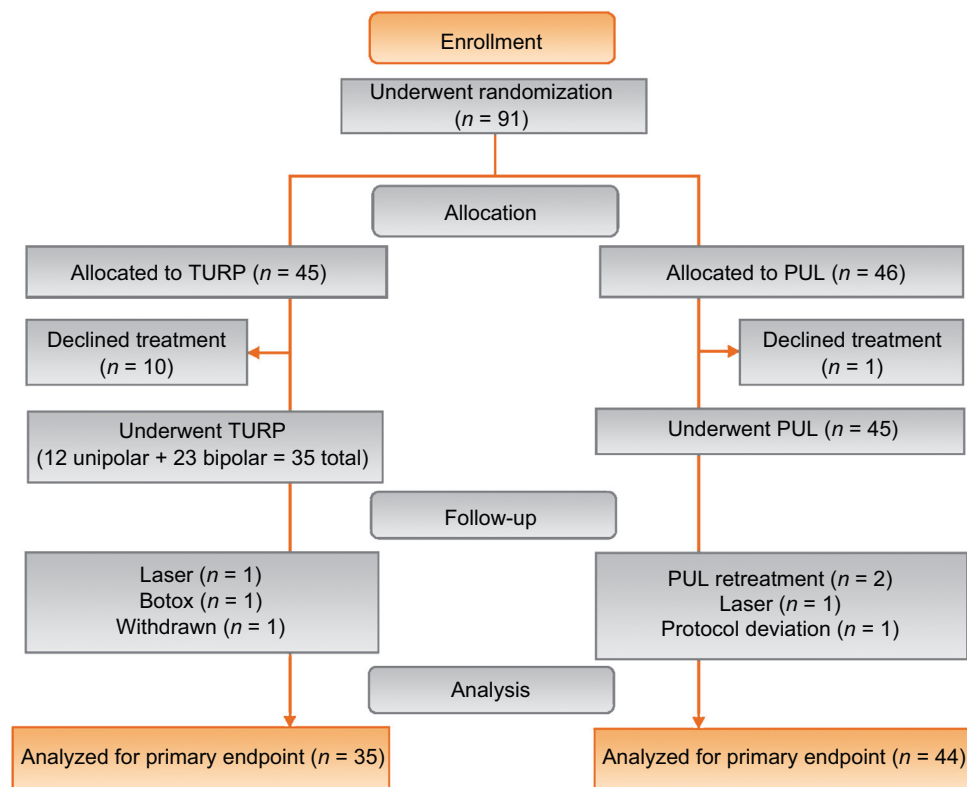 Enrollment
Underwent randomization
(n = 91)
Allocation
Allocated to TURP (n = 45)
Allocated to PUL (n = 46)
Declined treatment
(n = 10)
Declined treatment
(n = 1)
Underwent TURP
(12 unipolar + 23 bipolar = 35 total)
Underwent PUL (n = 45)
Follow-up
Laser (n = 1)
Botox (n = 1)
Withdrawn (n = 1)
PUL retreatment (n = 2)
Laser (n = 1)
Protocol deviation (n = 1)
Analysis
Analyzed for primary endpoint (n = 35)
Analyzed for primary endpoint (n = 44)